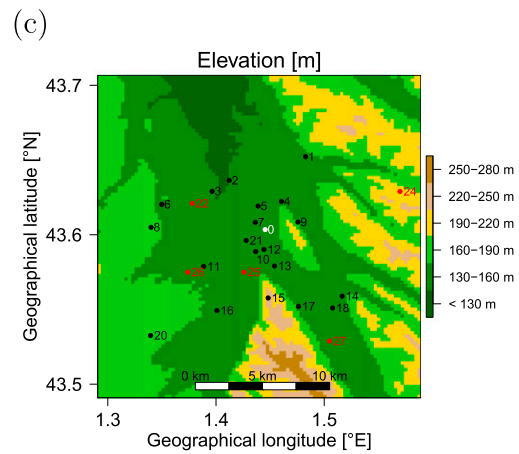 (c)
Elevation [m]
43.7
43.6
43.5
Geographical latitude [°N]
1
2
3
4
5
6
7
8
9
0
24
21
12
10
11
13
14
15
16
17
18
20
0 km 5 km 10 km
1.3 1.4 1.5
Geographical longitude [°E]
250−280 m
220−250 m
190−220 m
160−190 m
130−160 m
< 130 m